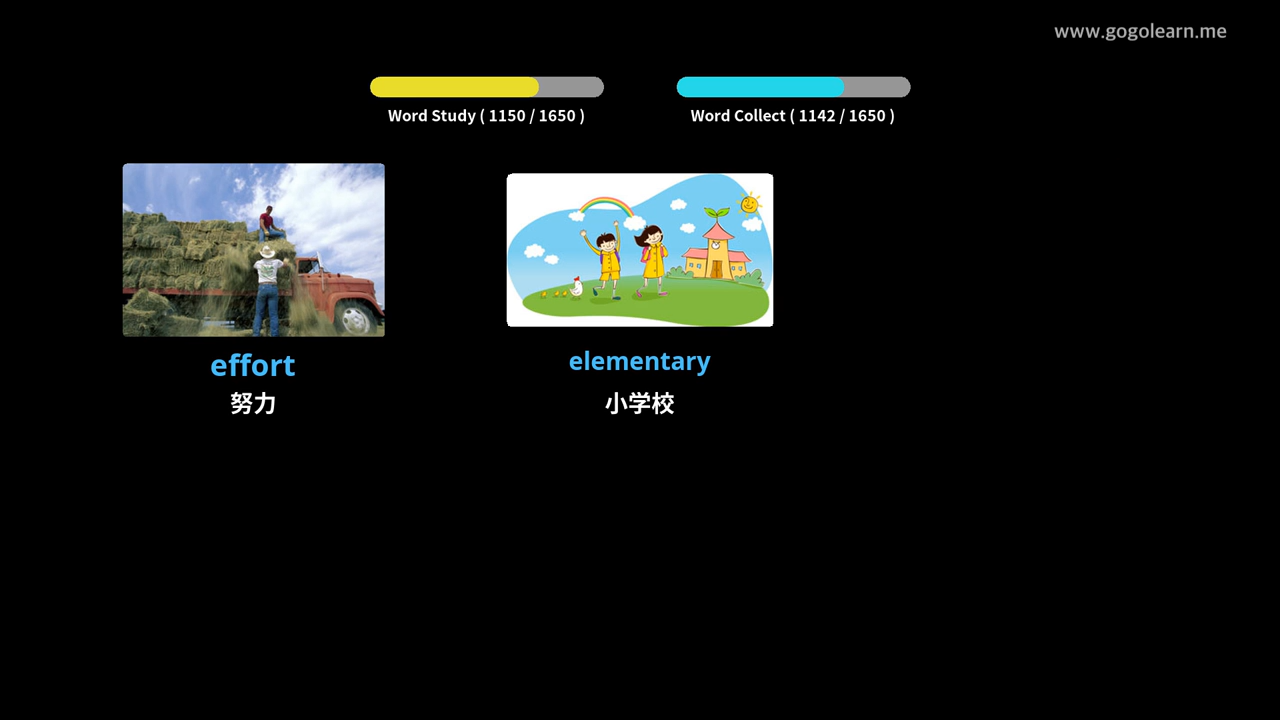 www.gogolearn.me
Word Study ( 1150 / 1650 )
Word Collect ( 1142 / 1650 )
effort
努力
elementary
小学校